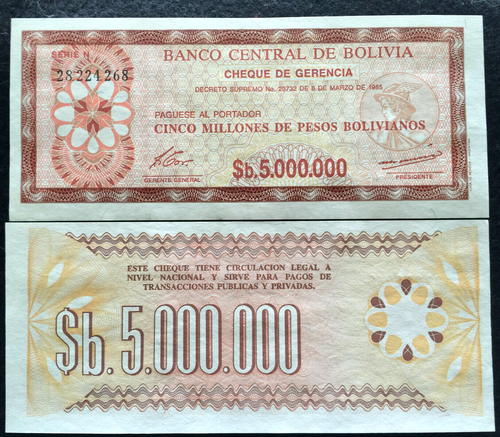 SERIE N
28224268
BANCO CENTRAL DE BOLIVIA
CHEQUE DE GERENCIA
DECRETO SUPREMO No. 20732 DE 8 DE MARZO DE 1985
PAGUESE AL PORTADOR
CINCO MILLONES DE PESOS BOLIVIANOS
$b.5.000.000
GERENTE GENERAL
PRESIDENTE
ESTE CHEQUE TIENE CIRCULACION LEGAL A
NIVEL NACIONAL Y SIRVE PARA PAGOS DE
TRANSACCIONES PUBLICAS Y PRIVADAS.
$b.5.000.000